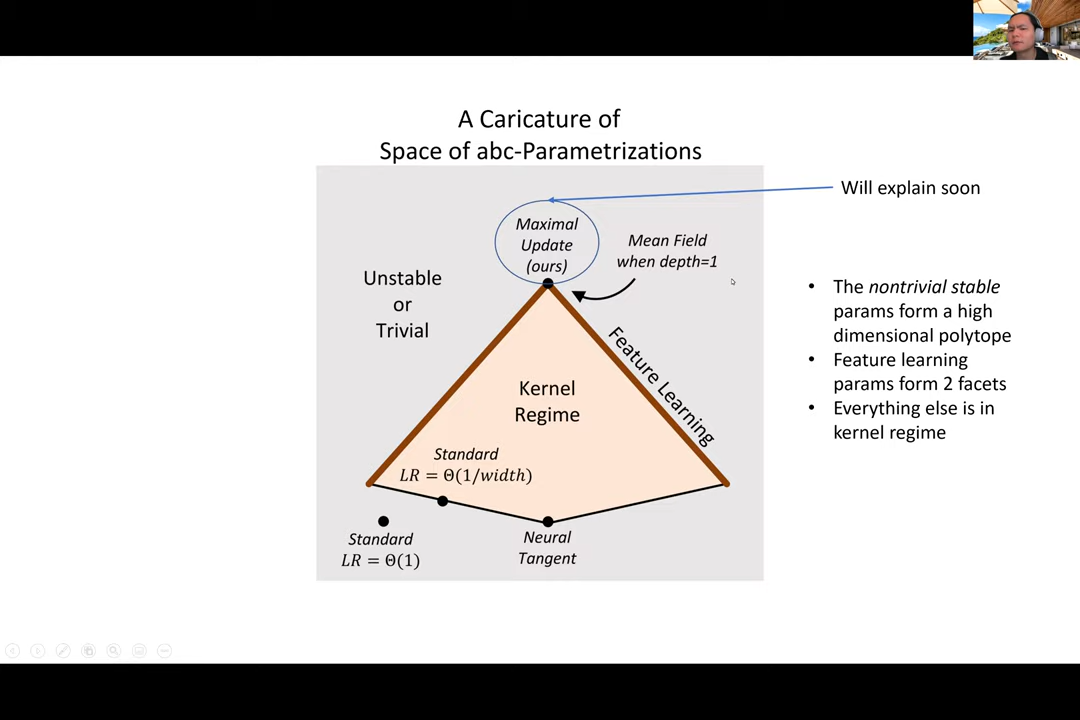 A Caricature of
Space of abc-Parametrizations
Will explain soon
Maximal
Update
(ours)
Mean Field
when depth=1
Unstable
or
Trivial
Feature Learning
Kernel
Regime
Standard
LR = Θ(1/width)
Standard
LR = Θ(1)
Neural
Tangent
• The nontrivial stable
params form a high
dimensional polytope
• Feature learning
params form 2 facets
• Everything else is in
kernel regime